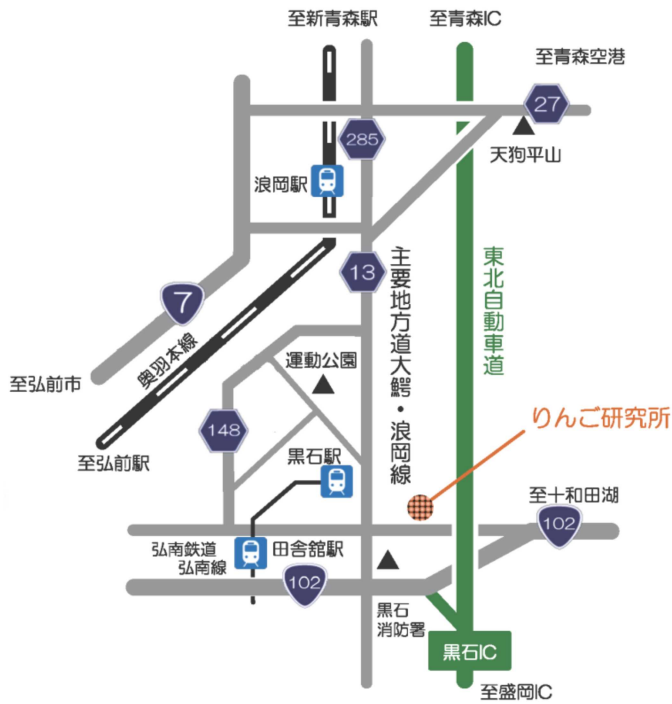 至新青森駅
至青森IC
至青森空港
27
285
天狗平山
浪岡駅
13
主要地方道大鰐・浪岡線
東北自動車道
7
奥羽本線
運動公園
至弘前市
りんご研究所
148
至弘前駅
黒石駅
至十和田湖
102
弘南鉄道
弘南線
田舎館駅
102
黒石
消防署
黒石IC
至盛岡IC